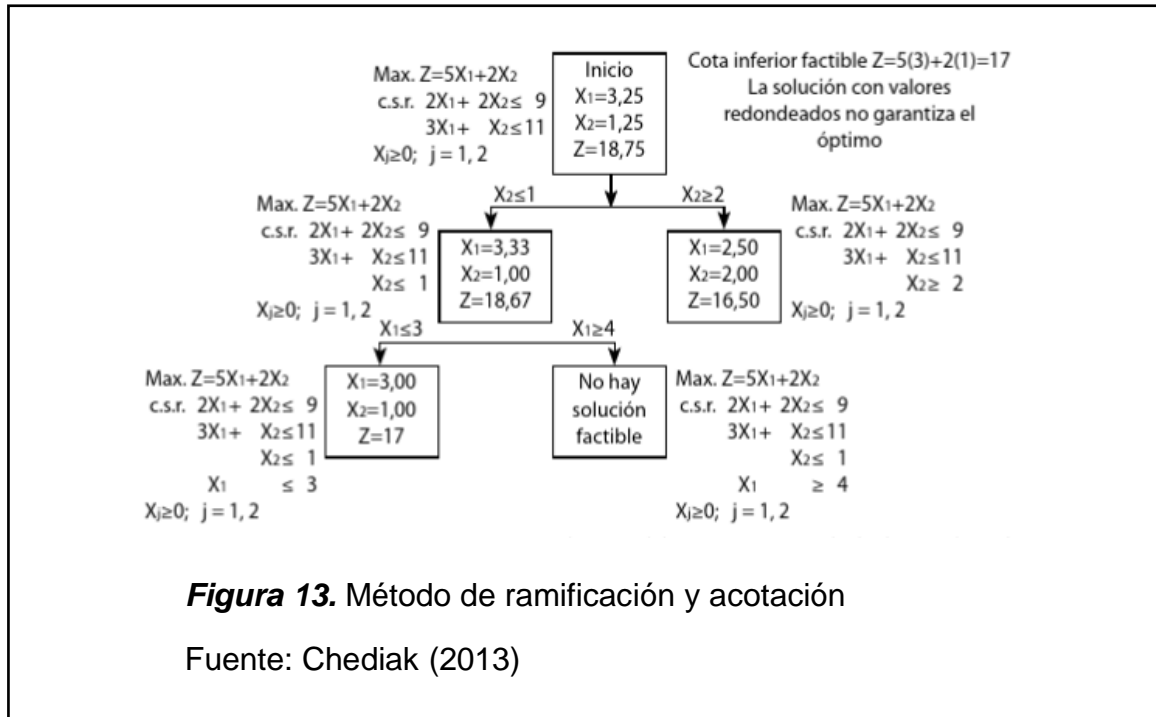 Max. Z=5X1+2X2
c.s.r. 2X1+ 2X2≤ 9
3X1+ X2≤11
Xj≥0; j = 1, 2
Inicio
X1=3,25
X2=1,25
Z=18,75
Cota inferior factible Z=5(3)+2(1)=17
La solución con valores
redondeados no garantiza el
óptimo
X2≤1
X2≥2
Max. Z=5X1+2X2
c.s.r. 2X1+ 2X2≤ 9
3X1+ X2≤11
X2≤ 1
Xj≥0; j = 1, 2
X1=3,33
X2=1,00
Z=18,67
X1=2,50
X2=2,00
Z=16,50
Max. Z=5X1+2X2
c.s.r. 2X1+ 2X2≤ 9
3X1+ X2≤11
X2≥ 2
Xj≥0; j = 1, 2
X1≤3
X1≥4
Max. Z=5X1+2X2
c.s.r. 2X1+ 2X2≤ 9
3X1+ X2≤11
X2≤ 1
X1 ≤ 3
Xj≥0; j = 1, 2
X1=3,00
X2=1,00
Z=17
No hay
solución
factible
Max. Z=5X1+2X2
c.s.r. 2X1+ 2X2≤ 9
3X1+ X2≤11
X2≤ 1
X1 ≥ 4
Xj≥0; j = 1, 2
Figura 13. Método de ramificación y acotación
Fuente: Chediak (2013)